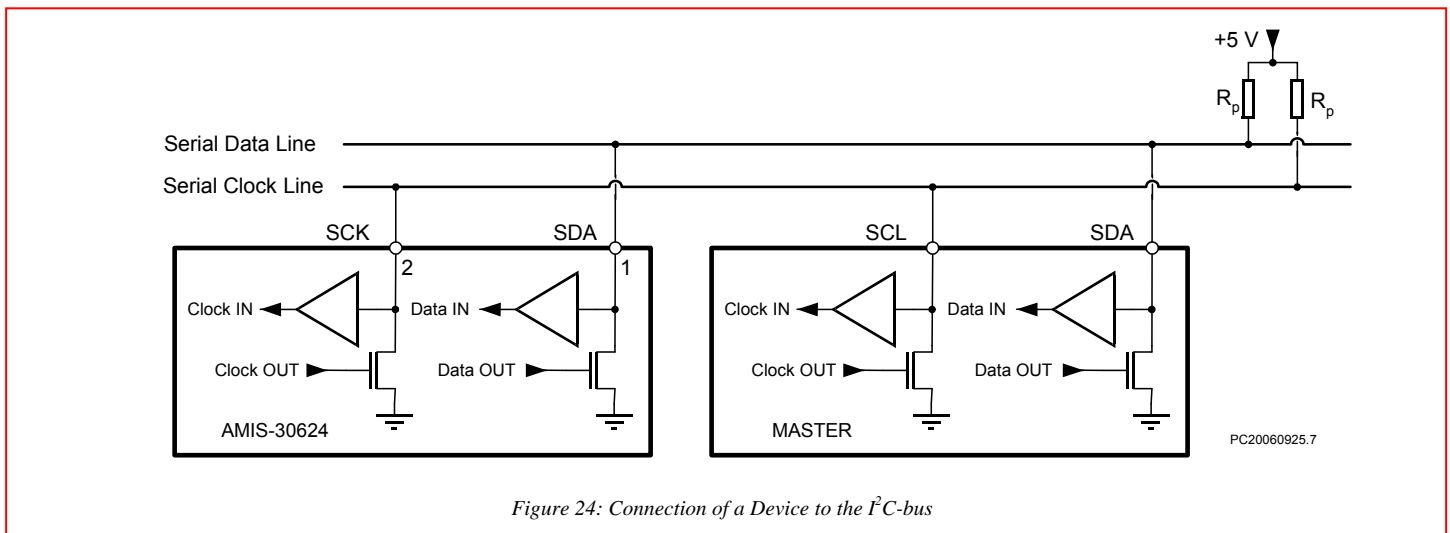 +5 V
Rp Rp
Serial Data Line
Serial Clock Line
SCK SDA SCL SDA
2 1
Clock IN Data IN Clock IN Data IN
Clock OUT Data OUT Clock OUT Data OUT
AMIS-30624 MASTER
PC20060925.7
Figure 24: Connection of a Device to the I²C-bus